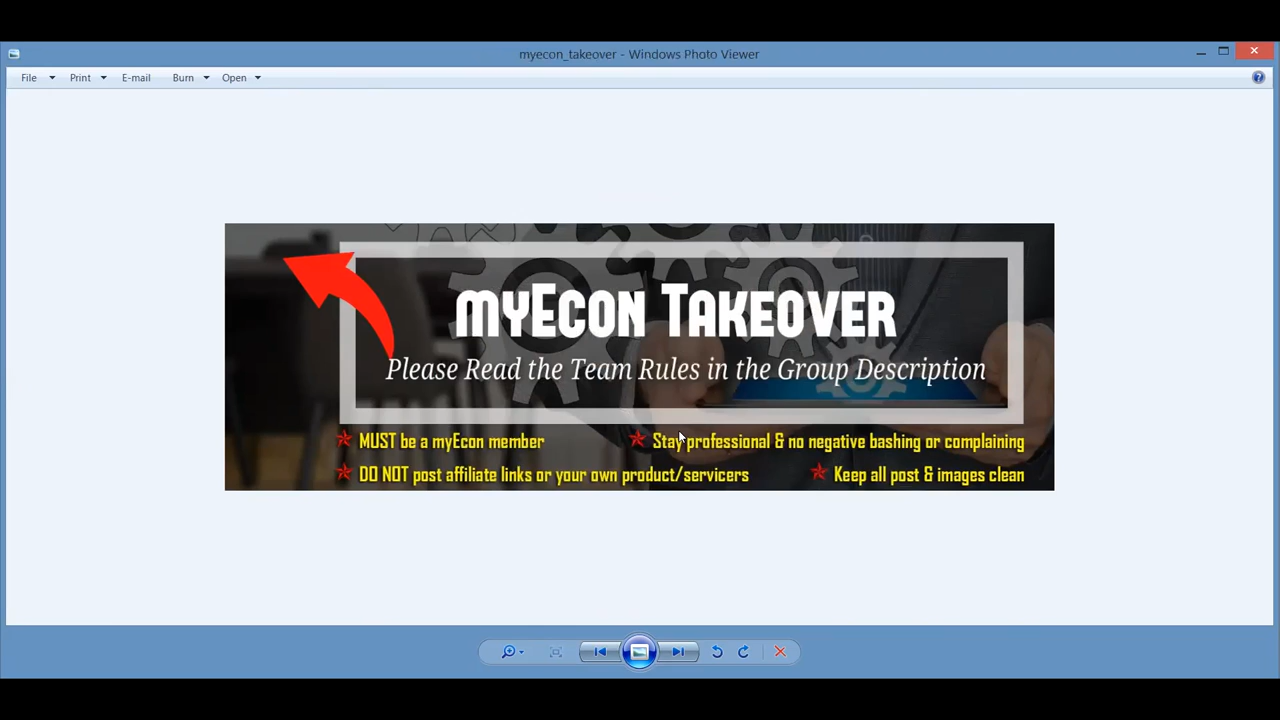 myecon_takeover - Windows Photo Viewer
File Print E-mail Burn Open
myEcon Takeover
Please Read the Team Rules in the Group Description
MUST be a myEcon member Stay professional & no negative bashing or complaining
DO NOT post affiliate links or your own product/servicers Keep all post & images clean